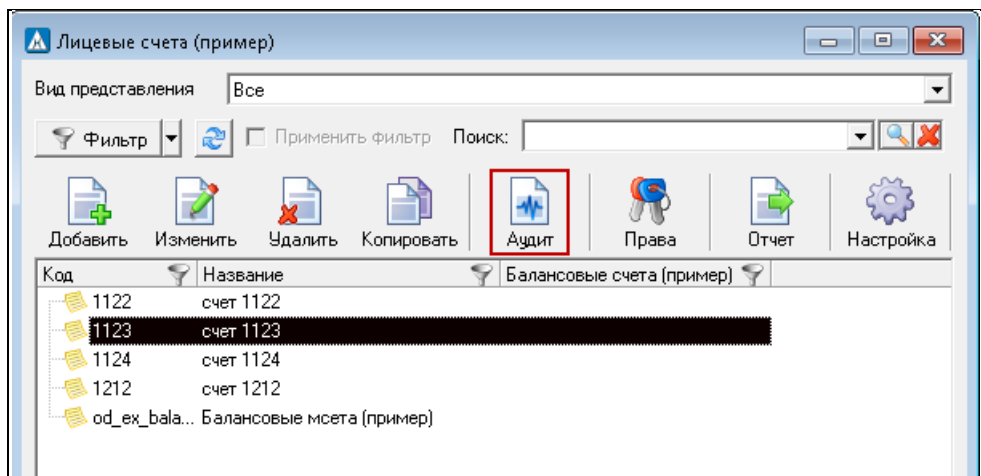 Лицевые счета (пример)
Вид представления Все
Фильтр Применить фильтр Поиск:
Добавить Изменить Удалить Копировать Аудит Права Отчет Настройка
Код Название Балансовые счета (пример)
1122 счет 1122
1123 счет 1123
1124 счет 1124
1212 счет 1212
od_ex_bala... Балансовые мсета (пример)